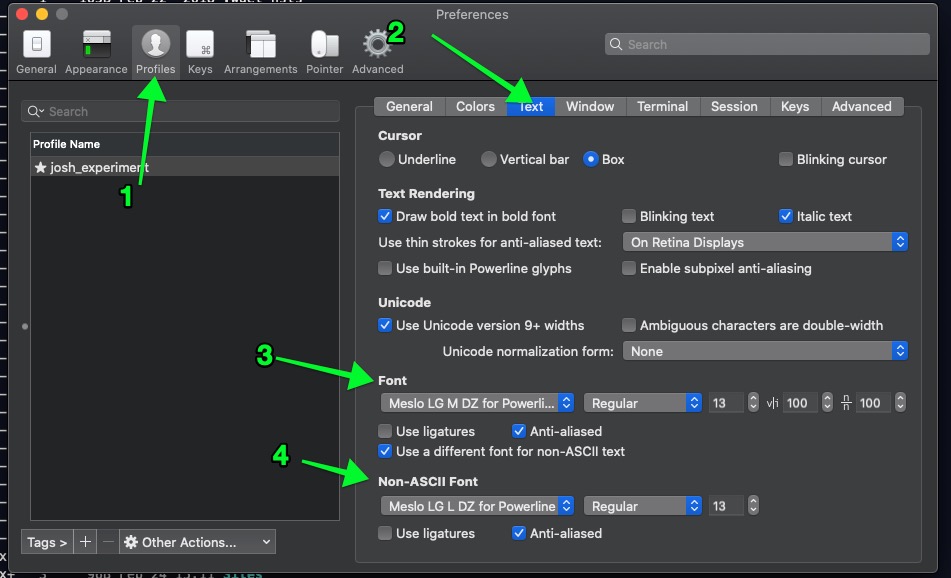 Preferences
General Appearance Profiles Keys Arrangements Pointer Advanced
Search
2
Search
General Colors Text Window Terminal Session Keys Advanced
Profile Name
★ josh_experiment
1
Cursor
Underline Vertical bar Box Blinking cursor
Text Rendering
Draw bold text in bold font Blinking text Italic text
Use thin strokes for anti-aliased text: On Retina Displays
Use built-in Powerline glyphs Enable subpixel anti-aliasing
Unicode
Use Unicode version 9+ widths Ambiguous characters are double-width
Unicode normalization form: None
3
Font
Meslo LG M DZ for Powerli... Regular 13 v|i 100 n/n 100
Use ligatures Anti-aliased
Use a different font for non-ASCII text
4
Non-ASCII Font
Meslo LG L DZ for Powerline Regular 13
Use ligatures Anti-aliased
Tags > + − Other Actions...